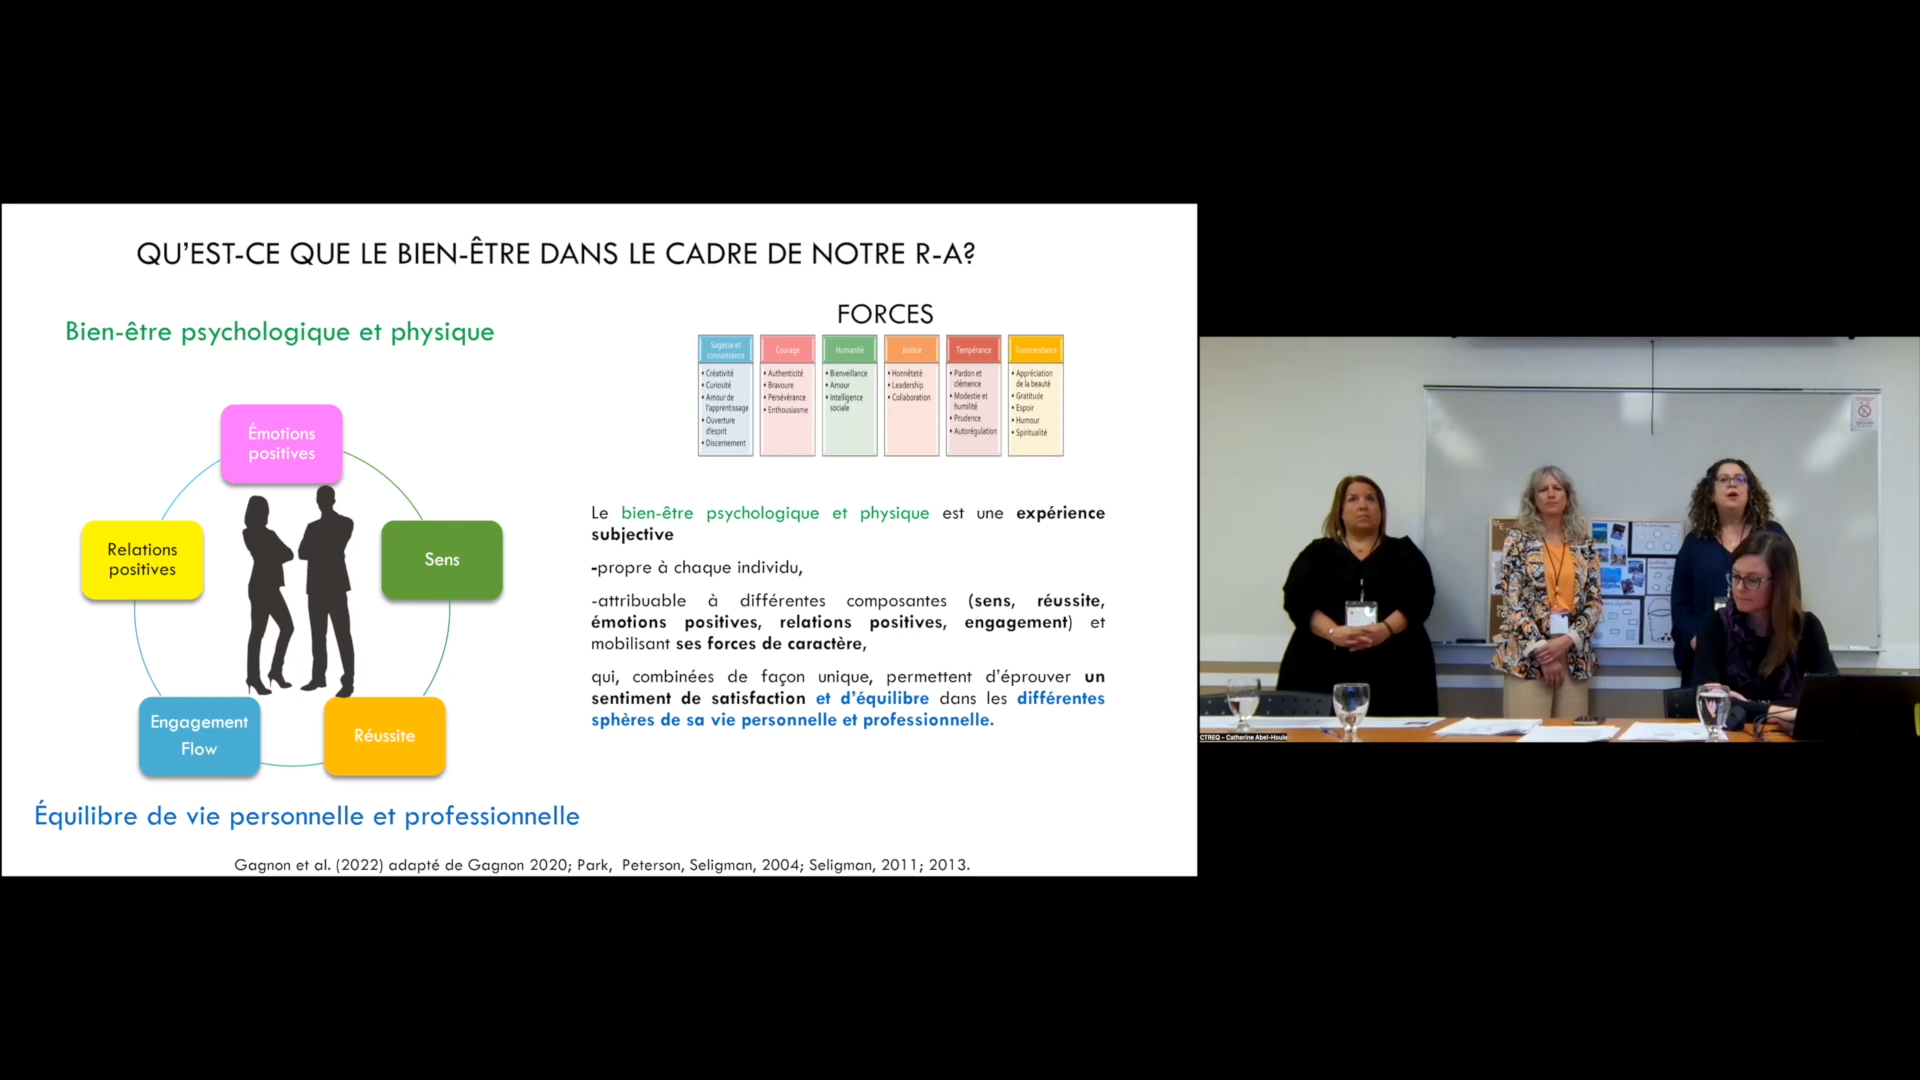 QU'EST-CE QUE LE BIEN-ÊTRE DANS LE CADRE DE NOTRE R-A?
Bien-être psychologique et physique
Émotions
positives
Relations
positives
Sens
Engagement
Flow
Réussite
Équilibre de vie personnelle et professionnelle
FORCES
Sagesse et
connaissance
• Créativité
• Curiosité
• Amour de
l'apprentissage
• Ouverture
d'esprit
• Discernement
Courage
• Authenticité
• Bravoure
• Persévérance
• Enthousiasme
Humanité
• Bienveillance
• Amour
• Intelligence
sociale
Justice
• Honnêteté
• Leadership
• Collaboration
Tempérance
• Pardon et
clémence
• Modestie et
humilité
• Prudence
• Autorégulation
Transcendance
• Appréciation
de la beauté
• Gratitude
• Espoir
• Humour
• Spiritualité
Le bien-être psychologique et physique est une expérience
subjective
-propre à chaque individu,
-attribuable à différentes composantes (sens, réussite,
émotions positives, relations positives, engagement) et
mobilisant ses forces de caractère,
qui, combinées de façon unique, permettent d'éprouver un
sentiment de satisfaction et d'équilibre dans les différentes
sphères de sa vie personnelle et professionnelle.
Gagnon et al. (2022) adapté de Gagnon 2020; Park, Peterson, Seligman, 2004; Seligman, 2011; 2013.
CTREQ - Catherine Abel-Houle